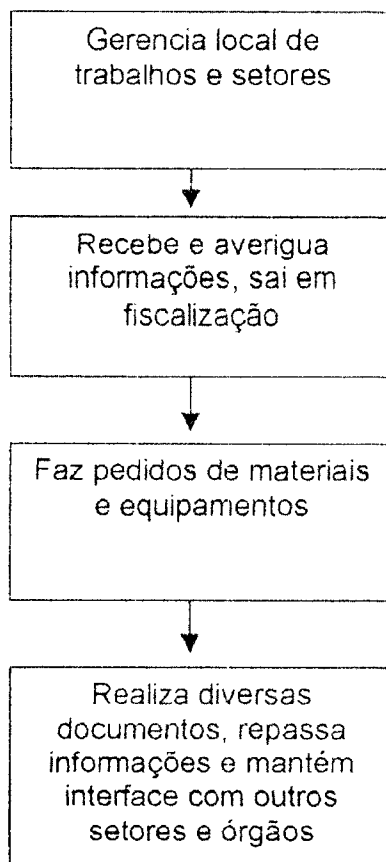 Gerencia local de
trabalhos e setores
Recebe e averigua
informações, sai em
fiscalização
Faz pedidos de materiais
e equipamentos
Realiza diversas
documentos, repassa
informações e mantém
interface com outros
setores e órgãos